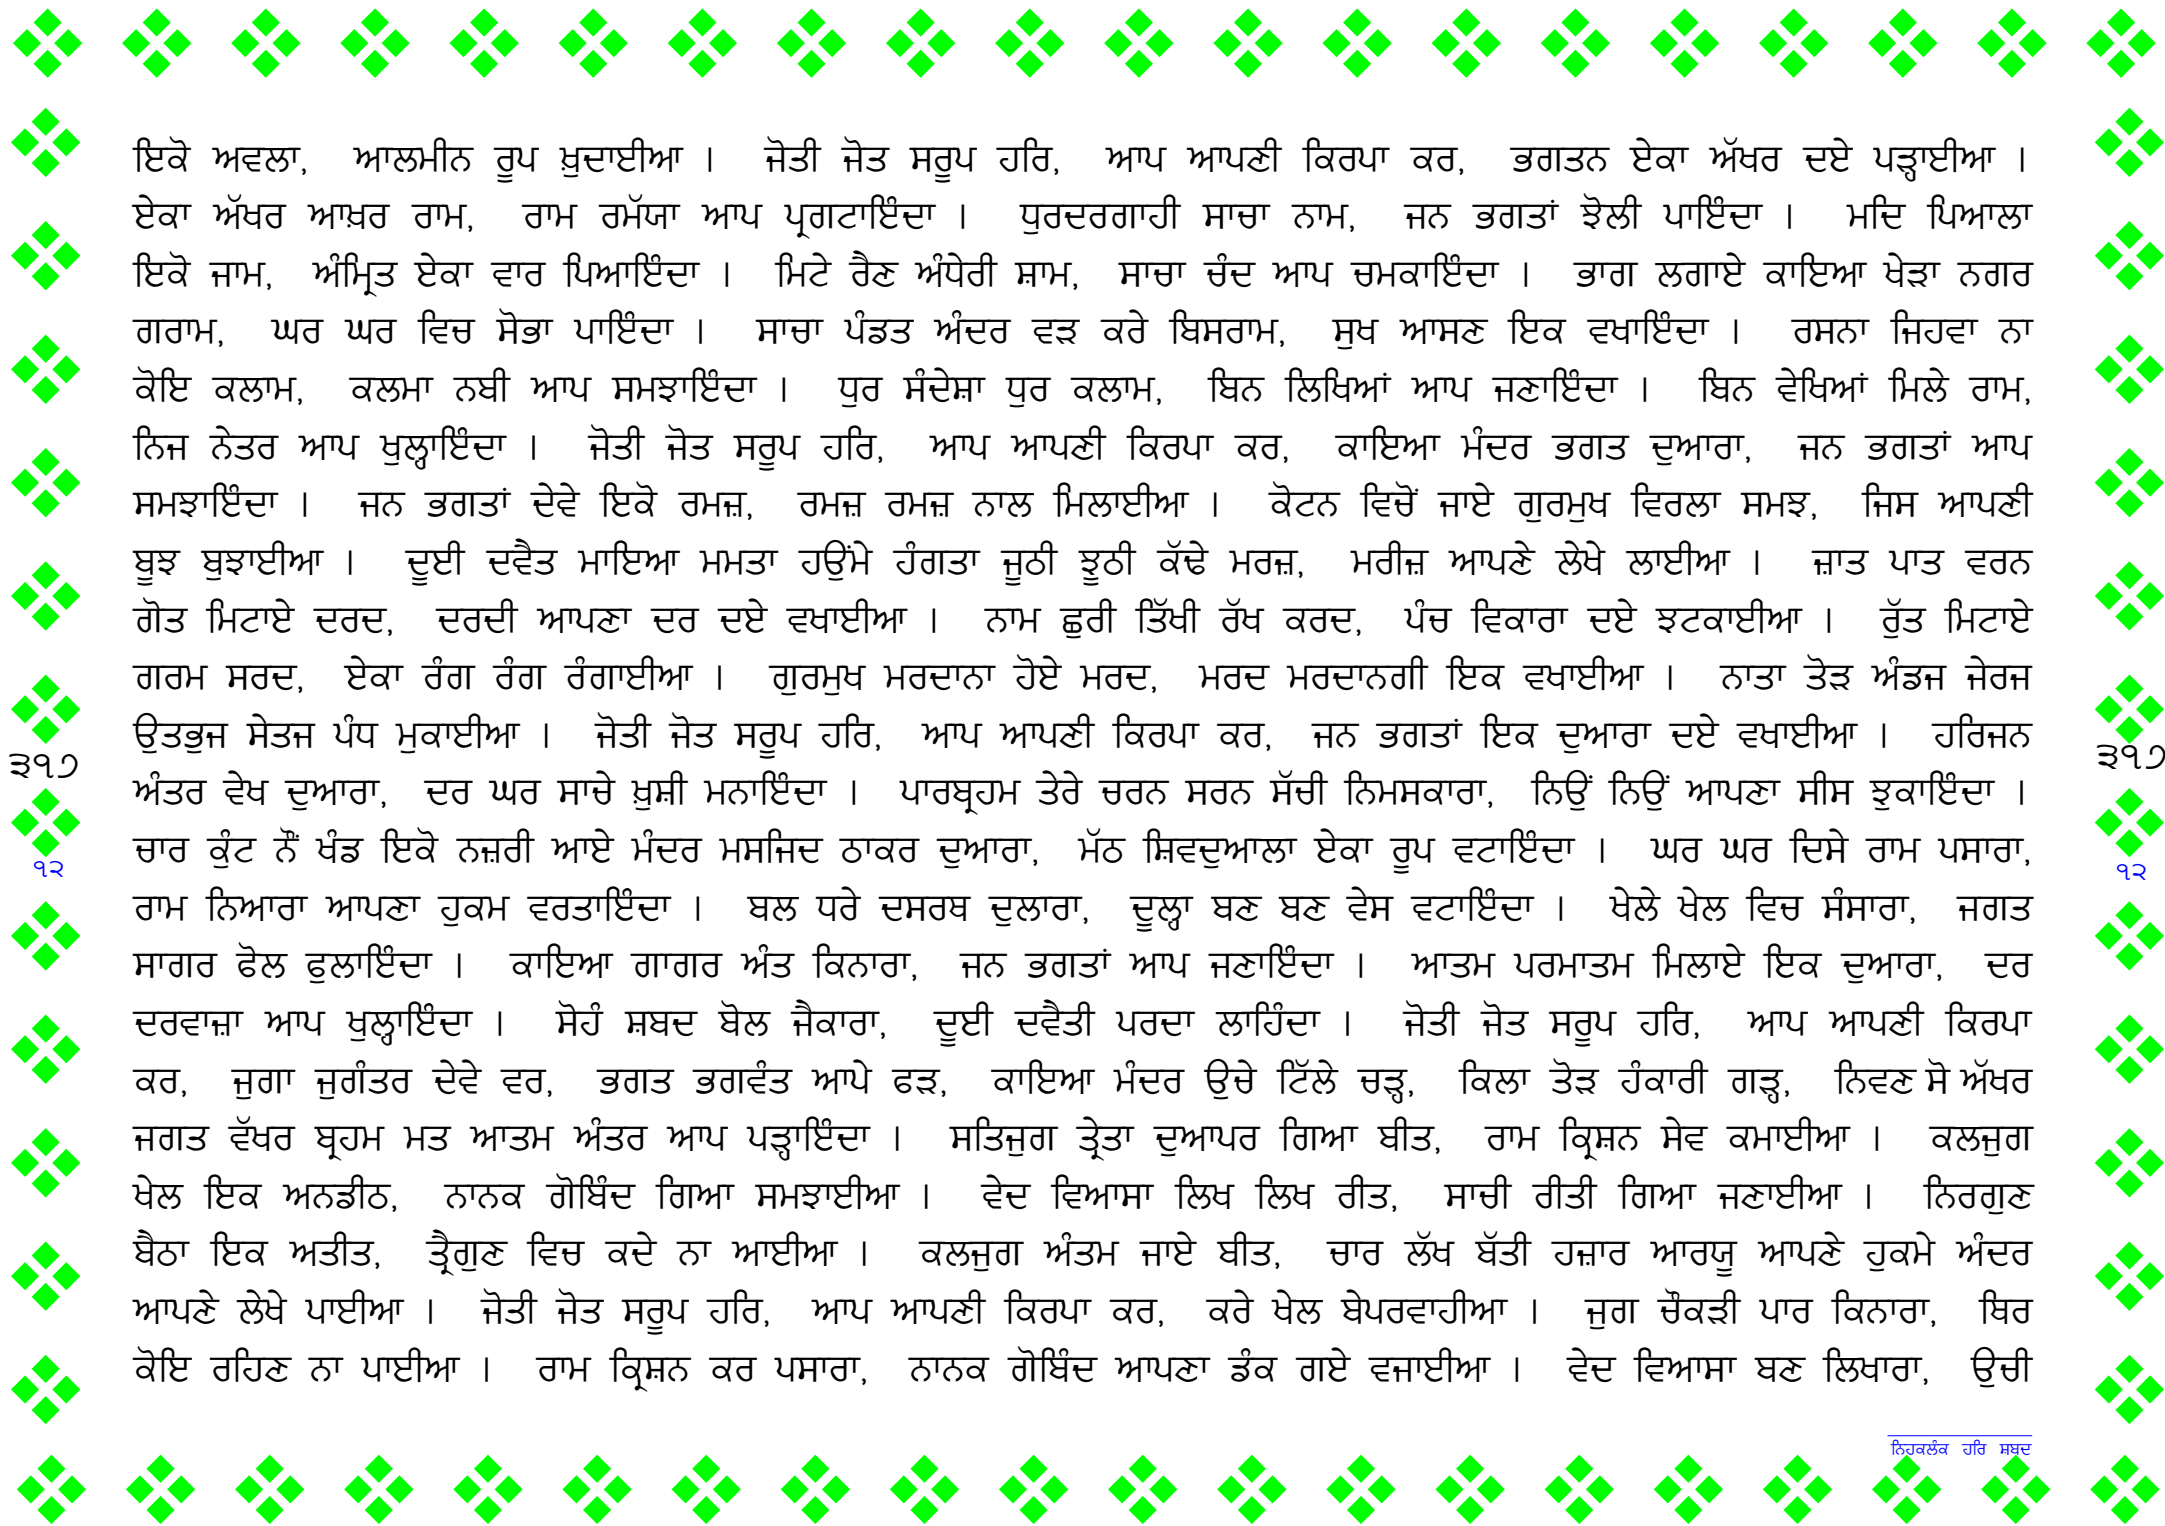 ਇਕੋ ਅਵਲਾ, ਆਲਮੀਨ ਰੂਪ ਖ਼ੁਦਾਈਆ । ਜੋਤੀ ਜੋਤ ਸਰੂਪ ਹਰਿ, ਆਪ ਆਪਣੀ ਕਿਰਪਾ ਕਰ, ਭਗਤਨ ਏਕਾ ਅੱਖਰ ਦਏ ਪੜ੍ਹਾਈਆ ।
ਏਕਾ ਅੱਖਰ ਆਖ਼ਰ ਰਾਮ, ਰਾਮ ਰਮੱਯਾ ਆਪ ਪ੍ਰਗਟਾਇੰਦਾ । ਧੁਰਦਰਗਾਹੀ ਸਾਚਾ ਨਾਮ, ਜਨ ਭਗਤਾਂ ਝੋਲੀ ਪਾਇੰਦਾ । ਮਦਿ ਪਿਆਲਾ
ਇਕੋ ਜਾਮ, ਅੰਮ੍ਰਿਤ ਏਕਾ ਵਾਰ ਪਿਆਇੰਦਾ । ਮਿਟੇ ਰੈਣ ਅੰਧੇਰੀ ਸ਼ਾਮ, ਸਾਚਾ ਚੰਦ ਆਪ ਚਮਕਾਇੰਦਾ । ਭਾਗ ਲਗਾਏ ਕਾਇਆ ਖੇੜਾ ਨਗਰ
ਗਰਾਮ, ਘਰ ਘਰ ਵਿਚ ਸੋਭਾ ਪਾਇੰਦਾ । ਸਾਚਾ ਪੰਡਤ ਅੰਦਰ ਵੜ ਕਰੇ ਬਿਸਰਾਮ, ਸੁਖ ਆਸਣ ਇਕ ਵਖਾਇੰਦਾ । ਰਸਨਾ ਜਿਹਵਾ ਨਾ
ਕੋਇ ਕਲਾਮ, ਕਲਮਾ ਨਬੀ ਆਪ ਸਮਝਾਇੰਦਾ । ਧੁਰ ਸੰਦੇਸ਼ਾ ਧੁਰ ਕਲਾਮ, ਬਿਨ ਲਿਖਿਆਂ ਆਪ ਜਣਾਇੰਦਾ । ਬਿਨ ਵੇਖਿਆਂ ਮਿਲੇ ਰਾਮ,
ਨਿਜ ਨੇਤਰ ਆਪ ਖੁਲ੍ਹਾਇੰਦਾ । ਜੋਤੀ ਜੋਤ ਸਰੂਪ ਹਰਿ, ਆਪ ਆਪਣੀ ਕਿਰਪਾ ਕਰ, ਕਾਇਆ ਮੰਦਰ ਭਗਤ ਦੁਆਰਾ, ਜਨ ਭਗਤਾਂ ਆਪ
ਸਮਝਾਇੰਦਾ । ਜਨ ਭਗਤਾਂ ਦੇਵੇ ਇਕੋ ਰਮਜ਼, ਰਮਜ਼ ਰਮਜ਼ ਨਾਲ ਮਿਲਾਈਆ । ਕੋਟਨ ਵਿਚੋਂ ਜਾਏ ਗੁਰਮੁਖ ਵਿਰਲਾ ਸਮਝ, ਜਿਸ ਆਪਣੀ
ਬੂਝ ਬੁਝਾਈਆ । ਦੂਈ ਦਵੈਤ ਮਾਇਆ ਮਮਤਾ ਹਉਂਮੇ ਹੰਗਤਾ ਜੂਠੀ ਝੂਠੀ ਕੱਢੇ ਮਰਜ਼, ਮਰੀਜ਼ ਆਪਣੇ ਲੇਖੇ ਲਾਈਆ । ਜ਼ਾਤ ਪਾਤ ਵਰਨ
ਗੋਤ ਮਿਟਾਏ ਦਰਦ, ਦਰਦੀ ਆਪਣਾ ਦਰ ਦਏ ਵਖਾਈਆ । ਨਾਮ ਛੁਰੀ ਤਿੱਖੀ ਰੱਖ ਕਰਦ, ਪੰਚ ਵਿਕਾਰਾ ਦਏ ਝਟਕਾਈਆ । ਰੁੱਤ ਮਿਟਾਏ
ਗਰਮ ਸਰਦ, ਏਕਾ ਰੰਗ ਰੰਗ ਰੰਗਾਈਆ । ਗੁਰਮੁਖ ਮਰਦਾਨਾ ਹੋਏ ਮਰਦ, ਮਰਦ ਮਰਦਾਨਗੀ ਇਕ ਵਖਾਈਆ । ਨਾਤਾ ਤੋੜ ਅੰਡਜ ਜੇਰਜ
ਉਤਭੁਜ ਸੇਤਜ ਪੰਧ ਮੁਕਾਈਆ । ਜੋਤੀ ਜੋਤ ਸਰੂਪ ਹਰਿ, ਆਪ ਆਪਣੀ ਕਿਰਪਾ ਕਰ, ਜਨ ਭਗਤਾਂ ਇਕ ਦੁਆਰਾ ਦਏ ਵਖਾਈਆ । ਹਰਿਜਨ
੩੧੭ ਅੰਤਰ ਵੇਖ ਦੁਆਰਾ, ਦਰ ਘਰ ਸਾਚੇ ਖ਼ੁਸ਼ੀ ਮਨਾਇੰਦਾ । ਪਾਰਬ੍ਰਹਮ ਤੇਰੇ ਚਰਨ ਸਰਨ ਸੱਚੀ ਨਿਮਸਕਾਰਾ, ਨਿਉਂ ਨਿਉਂ ਆਪਣਾ ਸੀਸ ਝੁਕਾਇੰਦਾ । ੩੧੭
੧੨ ਚਾਰ ਕੁੰਟ ਨੌਂ ਖੰਡ ਇਕੋ ਨਜ਼ਰੀ ਆਏ ਮੰਦਰ ਮਸਜਿਦ ਠਾਕਰ ਦੁਆਰਾ, ਮੱਠ ਸ਼ਿਵਦੁਆਲਾ ਏਕਾ ਰੂਪ ਵਟਾਇੰਦਾ । ਘਰ ਘਰ ਦਿਸੇ ਰਾਮ ਪਸਾਰਾ, ੧੨
ਰਾਮ ਨਿਆਰਾ ਆਪਣਾ ਹੁਕਮ ਵਰਤਾਇੰਦਾ । ਬਲ ਧਰੇ ਦਸਰਥ ਦੁਲਾਰਾ, ਦੂਲ੍ਹਾ ਬਣ ਬਣ ਵੇਸ ਵਟਾਇੰਦਾ । ਖੇਲੇ ਖੇਲ ਵਿਚ ਸੰਸਾਰਾ, ਜਗਤ
ਸਾਗਰ ਫੋਲ ਫੁਲਾਇੰਦਾ । ਕਾਇਆ ਗਾਗਰ ਅੰਤ ਕਿਨਾਰਾ, ਜਨ ਭਗਤਾਂ ਆਪ ਜਣਾਇੰਦਾ । ਆਤਮ ਪਰਮਾਤਮ ਮਿਲਾਏ ਇਕ ਦੁਆਰਾ, ਦਰ
ਦਰਵਾਜ਼ਾ ਆਪ ਖੁਲ੍ਹਾਇੰਦਾ । ਸੋਹੰ ਸ਼ਬਦ ਬੋਲ ਜੈਕਾਰਾ, ਦੂਈ ਦਵੈਤੀ ਪਰਦਾ ਲਾਹਿੰਦਾ । ਜੋਤੀ ਜੋਤ ਸਰੂਪ ਹਰਿ, ਆਪ ਆਪਣੀ ਕਿਰਪਾ
ਕਰ, ਜੁਗਾ ਜੁਗੰਤਰ ਦੇਵੇ ਵਰ, ਭਗਤ ਭਗਵੰਤ ਆਪੇ ਫੜ, ਕਾਇਆ ਮੰਦਰ ਉਚੇ ਟਿੱਲੇ ਚੜ੍ਹ, ਕਿਲਾ ਤੋੜ ਹੰਕਾਰੀ ਗੜ੍ਹ, ਨਿਵਣ ਸੋ ਅੱਖਰ
ਜਗਤ ਵੱਖਰ ਬ੍ਰਹਮ ਮਤ ਆਤਮ ਅੰਤਰ ਆਪ ਪੜ੍ਹਾਇੰਦਾ । ਸਤਿਜੁਗ ਤ੍ਰੇਤਾ ਦੁਆਪਰ ਗਿਆ ਬੀਤ, ਰਾਮ ਕ੍ਰਿਸ਼ਨ ਸੇਵ ਕਮਾਈਆ । ਕਲਜੁਗ
ਖੇਲ ਇਕ ਅਨਡੀਠ, ਨਾਨਕ ਗੋਬਿੰਦ ਗਿਆ ਸਮਝਾਈਆ । ਵੇਦ ਵਿਆਸਾ ਲਿਖ ਲਿਖ ਰੀਤ, ਸਾਚੀ ਰੀਤੀ ਗਿਆ ਜਣਾਈਆ । ਨਿਰਗੁਣ
ਬੈਠਾ ਇਕ ਅਤੀਤ, ਤ੍ਰੈਗੁਣ ਵਿਚ ਕਦੇ ਨਾ ਆਈਆ । ਕਲਜੁਗ ਅੰਤਮ ਜਾਏ ਬੀਤ, ਚਾਰ ਲੱਖ ਬੱਤੀ ਹਜ਼ਾਰ ਆਰਯੂ ਆਪਣੇ ਹੁਕਮੇ ਅੰਦਰ
ਆਪਣੇ ਲੇਖੇ ਪਾਈਆ । ਜੋਤੀ ਜੋਤ ਸਰੂਪ ਹਰਿ, ਆਪ ਆਪਣੀ ਕਿਰਪਾ ਕਰ, ਕਰੇ ਖੇਲ ਬੇਪਰਵਾਹੀਆ । ਜੁਗ ਚੌਕੜੀ ਪਾਰ ਕਿਨਾਰਾ, ਥਿਰ
ਕੋਇ ਰਹਿਣ ਨਾ ਪਾਈਆ । ਰਾਮ ਕ੍ਰਿਸ਼ਨ ਕਰ ਪਸਾਰਾ, ਨਾਨਕ ਗੋਬਿੰਦ ਆਪਣਾ ਡੰਕ ਗਏ ਵਜਾਈਆ । ਵੇਦ ਵਿਆਸਾ ਬਣ ਲਿਖਾਰਾ, ਉਚੀ
ਨਿਹਕਲੰਕ ਹਰਿ ਸ਼ਬਦ